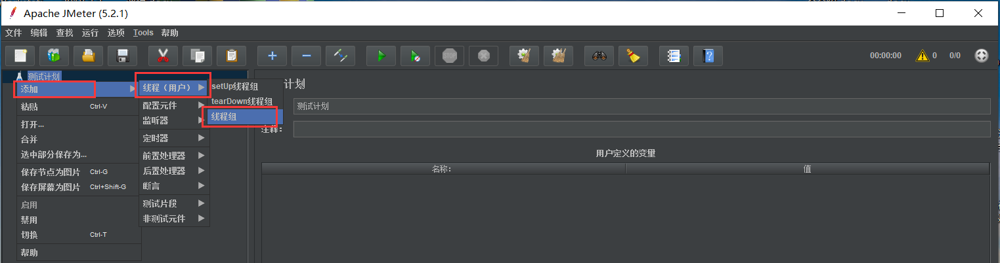 Apache JMeter (5.2.1)
文件 编辑 查找 运行 选项 Tools 帮助
STOP
00:00:00 0 0/0
测试计划
添加
粘贴 Ctrl-V
打开...
合并
选中部分保存为...
保存节点为图片 Ctrl-G
保存屏幕为图片 Ctrl+Shift-G
启用
禁用
切换 Ctrl-T
帮助
线程（用户）
配置元件
监听器
定时器
前置处理器
后置处理器
断言
测试片段
非测试元件
setUp线程组
tearDown线程组
线程组
计划
测试计划
注释：
用户定义的变量
名称： 值